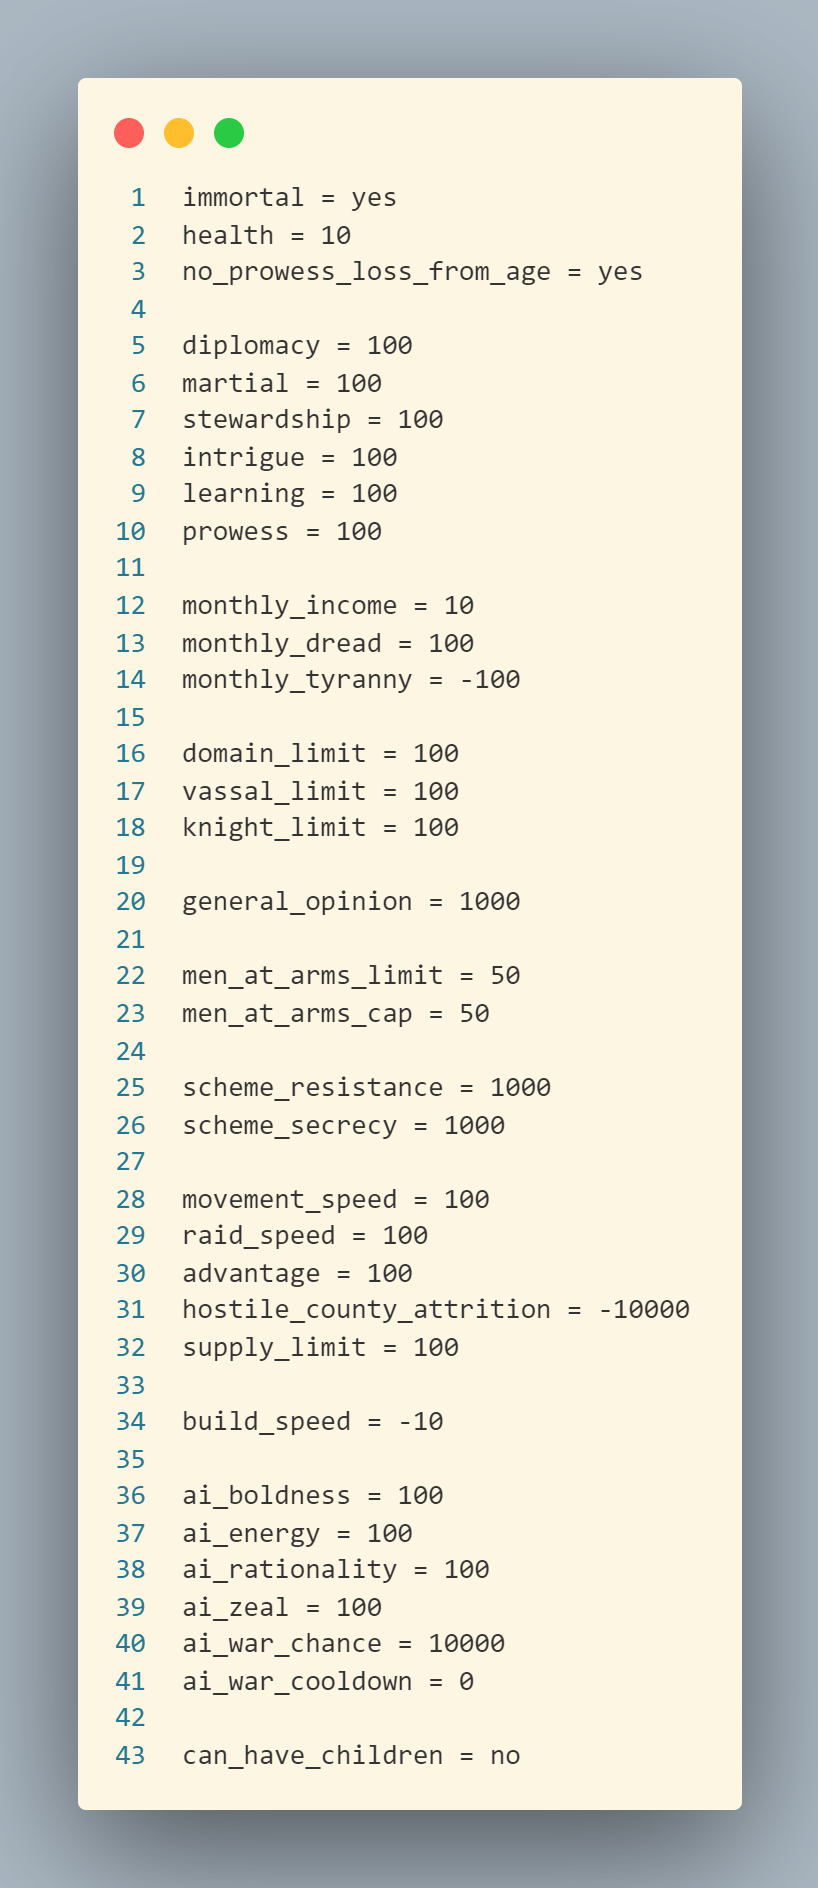 1 immortal = yes
2 health = 10
3 no_prowess_loss_from_age = yes
4
5 diplomacy = 100
6 martial = 100
7 stewardship = 100
8 intrigue = 100
9 learning = 100
10 prowess = 100
11
12 monthly_income = 10
13 monthly_dread = 100
14 monthly_tyranny = -100
15
16 domain_limit = 100
17 vassal_limit = 100
18 knight_limit = 100
19
20 general_opinion = 1000
21
22 men_at_arms_limit = 50
23 men_at_arms_cap = 50
24
25 scheme_resistance = 1000
26 scheme_secrecy = 1000
27
28 movement_speed = 100
29 raid_speed = 100
30 advantage = 100
31 hostile_county_attrition = -10000
32 supply_limit = 100
33
34 build_speed = -10
35
36 ai_boldness = 100
37 ai_energy = 100
38 ai_rationality = 100
39 ai_zeal = 100
40 ai_war_chance = 10000
41 ai_war_cooldown = 0
42
43 can_have_children = no